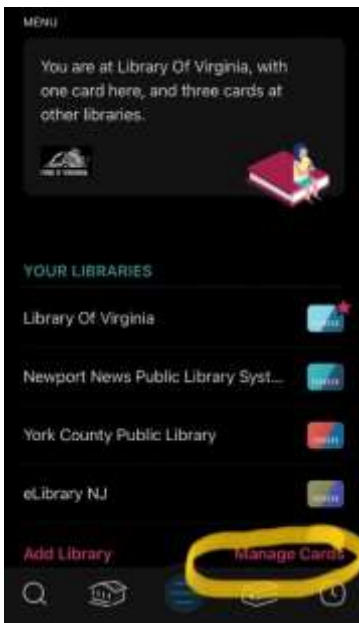 MENU
You are at Library Of Virginia, with
one card here, and three cards at
other libraries.
YOUR LIBRARIES
Library Of Virginia
Newport News Public Library Syst...
York County Public Library
eLibrary NJ
Add Library Manage Cards